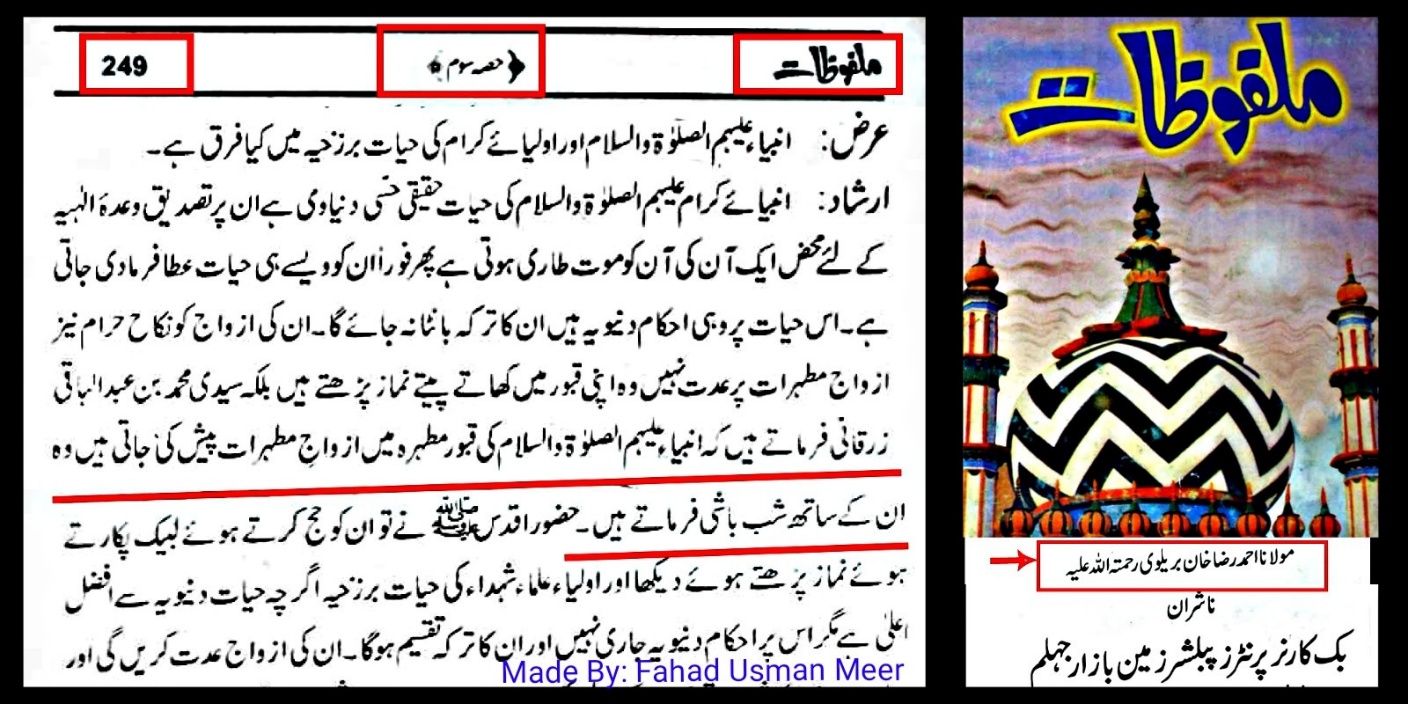 ملفوظات
﴿حصہ سوم﴾
249
عرض: انبیاء علیہم الصلوٰۃ والسلام اور اولیائے کرام کی حیات برزخیہ میں کیا فرق ہے۔
ارشاد: انبیائے کرام علیہم الصلوٰۃ والسلام کی حیات حقیقی حسی دنیاوی ہے ان پر تصدیق وعدۂ الٰہیہ
کے لئے محض ایک آن کی آن کو موت طاری ہوتی ہے پھر فوراً ان کو ویسے ہی حیات عطا فرمادی جاتی
ہے۔ اس حیات پر وہی احکام دنیویہ ہیں ان کا ترکہ بانٹا نہ جائے گا۔ ان کی ازواج کو نکاح حرام نیز
ازواج مطہرات پر عدت نہیں وہ اپنی قبور میں کھاتے پیتے نماز پڑھتے ہیں بلکہ سیدی محمد بن عبدالباقی
زرقانی فرماتے ہیں کہ انبیاء علیہم الصلوٰۃ والسلام کی قبور مطہرہ میں ازواجِ مطہرات پیش کی جاتی ہیں وہ
ان کے ساتھ شب باشی فرماتے ہیں۔ حضور اقدس ﷺ نے تو ان کو حج کرتے ہوئے لبیک پکارتے
ہوئے نماز پڑھتے ہوئے دیکھا اور اولیاء علماء شہداء کی حیات برزخیہ اگرچہ حیات دنیویہ سے افضل
اعلٰی ہے مگر اس پر احکام دنیویہ جاری نہیں اور ان کا ترکہ تقسیم ہوگا۔ ان کی ازواج عدت کریں گی اور
Made By: Fahad Usman Meer
ملفوظات
مولانا احمد رضا خان بریلوی رحمتہ اللہ علیہ
ناشران
بک کارنر پرنٹرز پبلشرز مین بازار جہلم